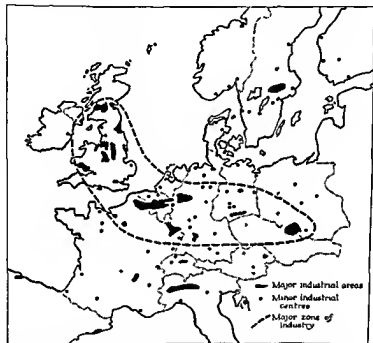 Major industrial areas
Minor industrial
centres
Major zone of
industry